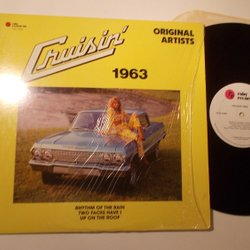 Cruisin'
ORIGINAL
ARTISTS
1963
RHYTHM OF THE RAIN
TWO FACES HAVE I
UP ON THE ROOF